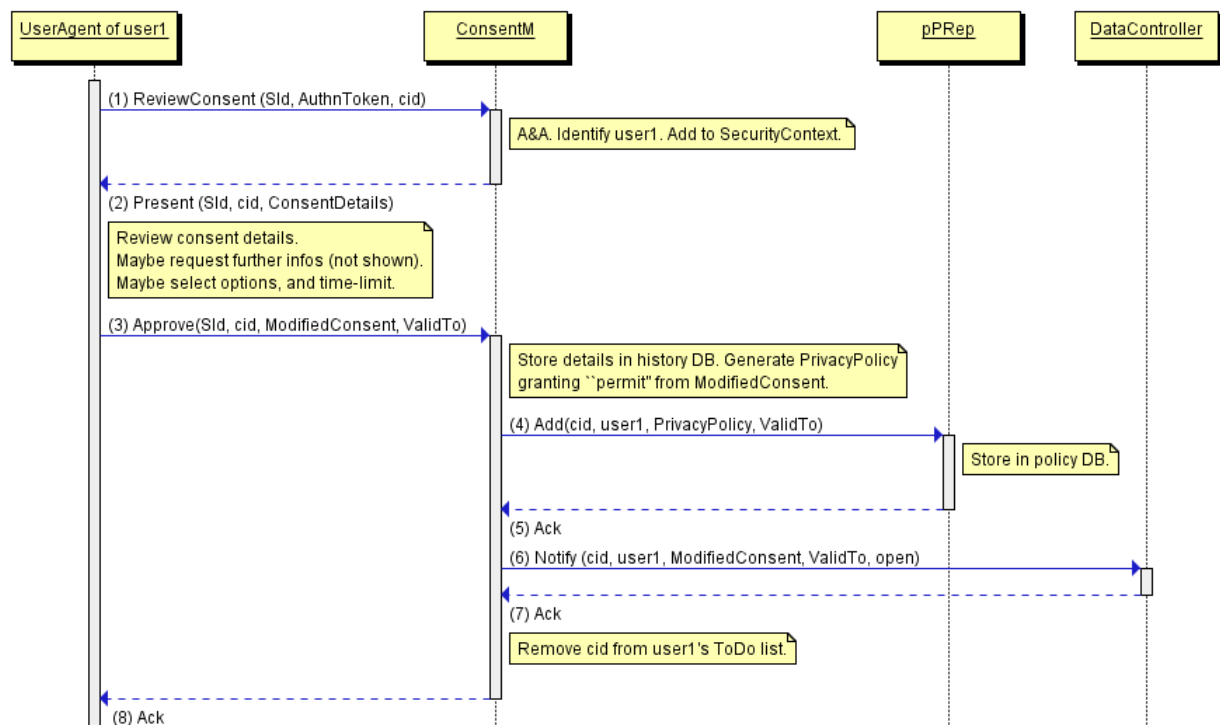 UserAgent of user1
ConsentM
pPRep
DataController
(1) ReviewConsent (SId, AuthnToken, cid)
A&A. Identify user1. Add to SecurityContext.
(2) Present (SId, cid, ConsentDetails)
Review consent details.
Maybe request further infos (not shown).
Maybe select options, and time-limit.
(3) Approve(SId, cid, ModifiedConsent, ValidTo)
Store details in history DB. Generate PrivacyPolicy
granting ``permit'' from ModifiedConsent.
(4) Add(cid, user1, PrivacyPolicy, ValidTo)
Store in policy DB.
(5) Ack
(6) Notify (cid, user1, ModifiedConsent, ValidTo, open)
(7) Ack
Remove cid from user1's ToDo list.
(8) Ack